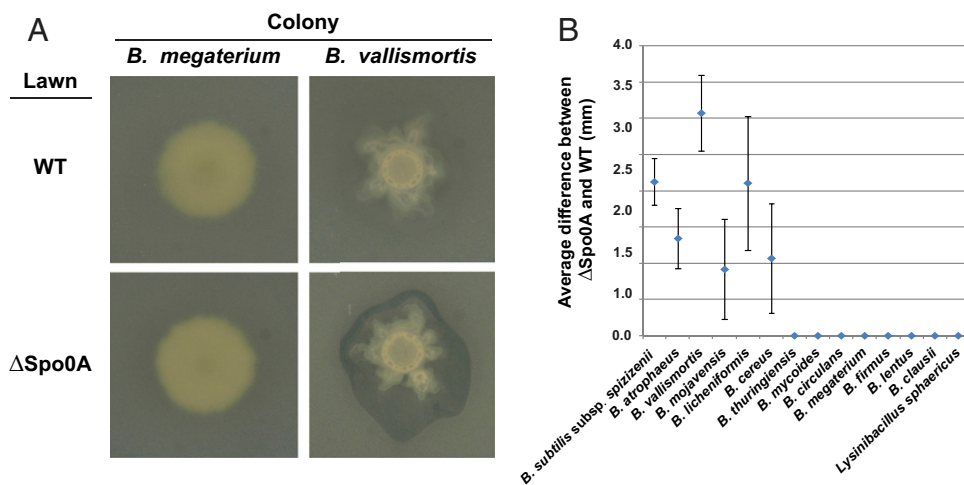 A
Colony
B. megaterium
B. vallismortis
Lawn
WT
ΔSpo0A
B
Average difference between
ΔSpo0A and WT (mm)
4.0
3.5
3.0
2.5
2.0
1.5
1.0
0.0
B. subtilis subsp. spizizenii
B. atrophaeus
B. vallismortis
B. mojavensis
B. licheniformis
B. cereus
B. thuringiensis
B. mycoides
B. circulans
B. megaterium
B. firmus
B. lentus
B. clausii
Lysinibacillus sphaericus